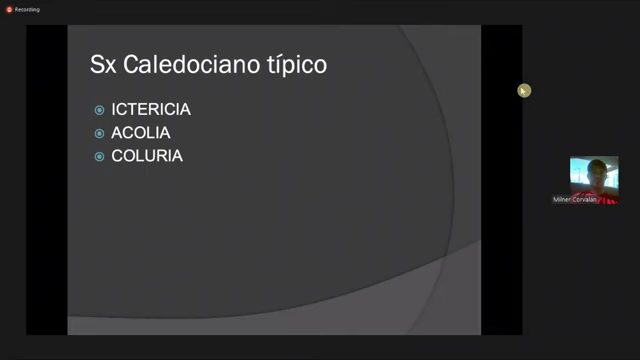 Recording
Sx Caledociano típico
ICTERICIA
ACOLIA
COLURIA
Milner Corvalán